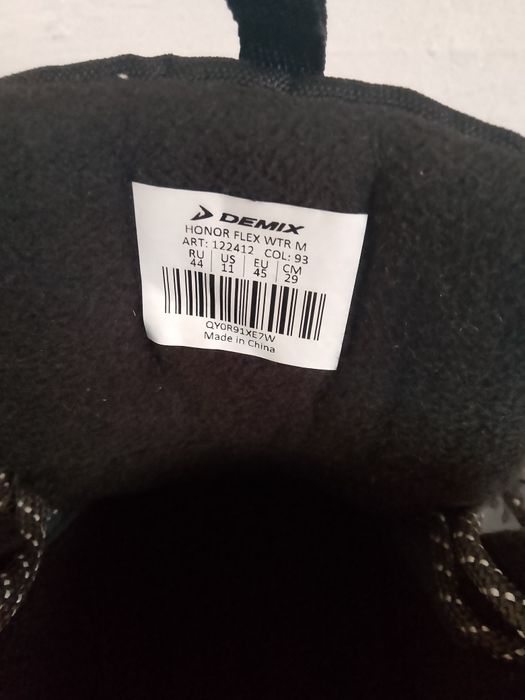 DEMIX
HONOR FLEX WTR M
ART: 122412 COL: 93
RU US EU CM
44 11 45 29
QY0R91XE7W
Made in China